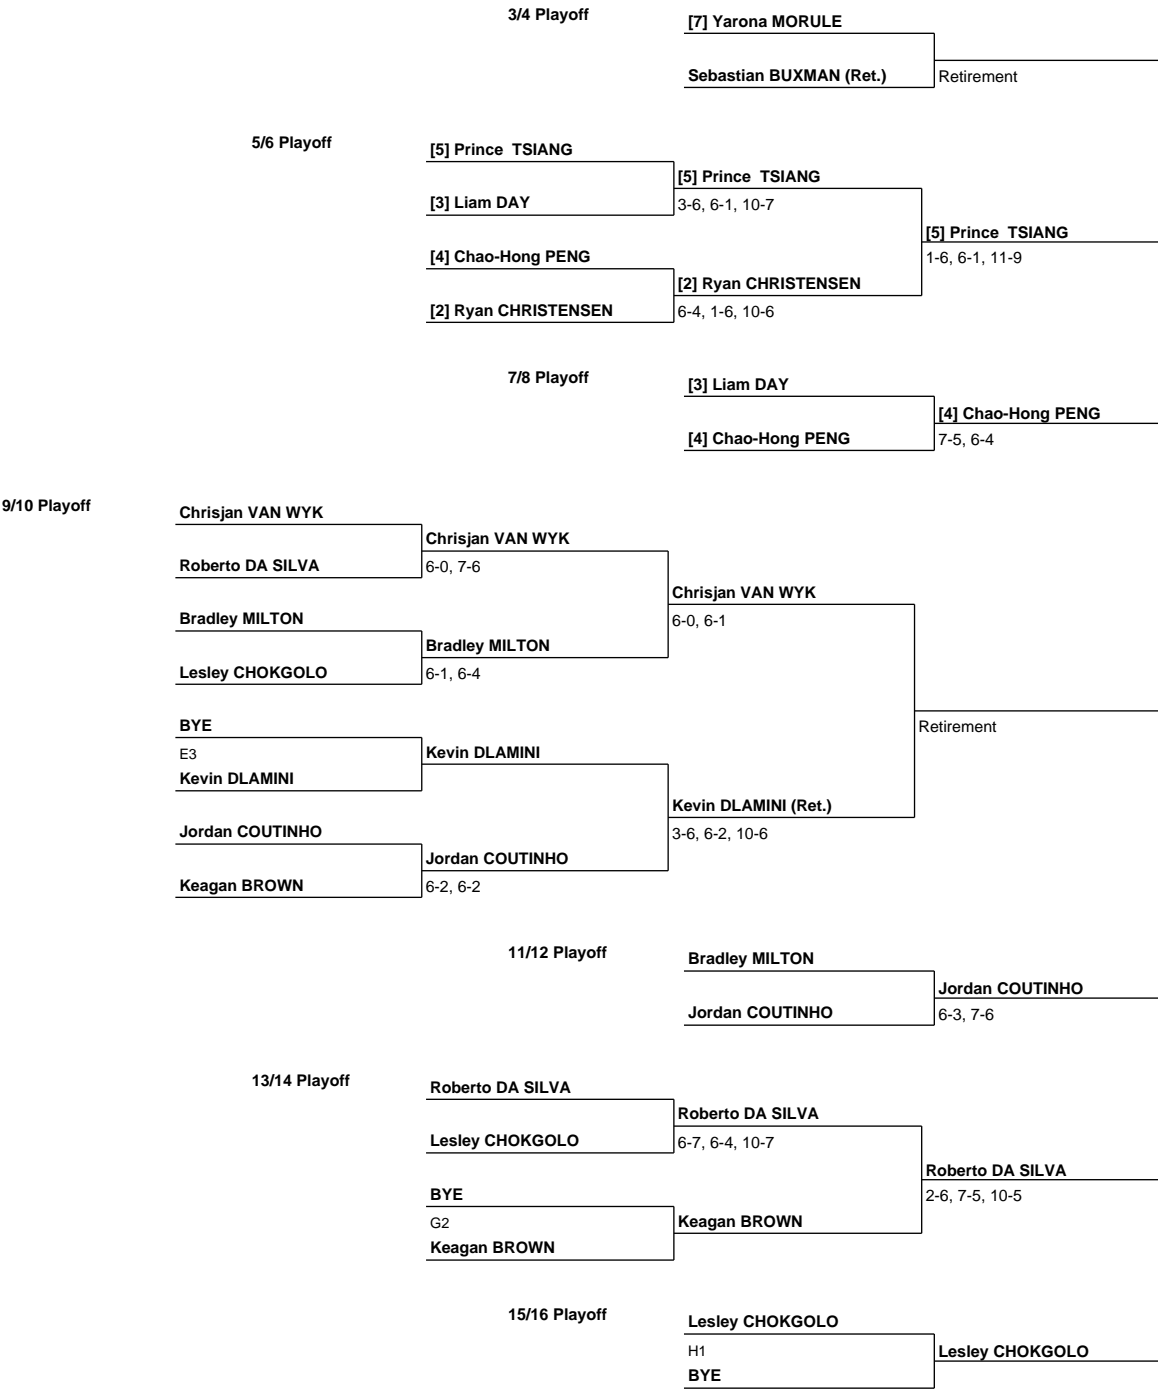 3/4 Playoff
[7] Yarona MORULE
Sebastian BUXMAN (Ret.)
Retirement
5/6 Playoff
[5] Prince  TSIANG
[5] Prince  TSIANG
[3] Liam DAY
3-6, 6-1, 10-7
[5] Prince  TSIANG
[4] Chao-Hong PENG
1-6, 6-1, 11-9
[2] Ryan CHRISTENSEN
[2] Ryan CHRISTENSEN
6-4, 1-6, 10-6
7/8 Playoff
[3] Liam DAY
[4] Chao-Hong PENG
[4] Chao-Hong PENG
7-5, 6-4
9/10 Playoff
Chrisjan VAN WYK
Chrisjan VAN WYK
Roberto DA SILVA
6-0, 7-6
Chrisjan VAN WYK
Bradley MILTON
6-0, 6-1
Bradley MILTON
Lesley CHOKGOLO
6-1, 6-4
BYE
Retirement
E3
Kevin DLAMINI
Kevin DLAMINI
Kevin DLAMINI (Ret.)
Jordan COUTINHO
3-6, 6-2, 10-6
Jordan COUTINHO
Keagan BROWN
6-2, 6-2
11/12 Playoff
Bradley MILTON
Jordan COUTINHO
Jordan COUTINHO
6-3, 7-6
13/14 Playoff
Roberto DA SILVA
Roberto DA SILVA
Lesley CHOKGOLO
6-7, 6-4, 10-7
Roberto DA SILVA
BYE
2-6, 7-5, 10-5
G2
Keagan BROWN
Keagan BROWN
15/16 Playoff
Lesley CHOKGOLO
H1
Lesley CHOKGOLO
BYE